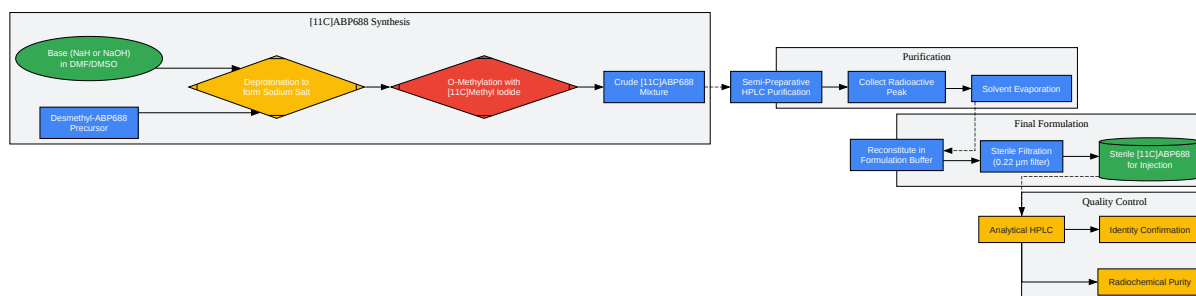 [11C]ABP688 Synthesis
Base (NaH or NaOH)
in DMF/DMSO
Desmethyl-ABP688
Precursor
Deprotonation to
form Sodium Salt
O-Methylation with
[11C]Methyl Iodide
Crude [11C]ABP688
Mixture
Purification
Semi-Preparative
HPLC Purification
Collect Radioactive
Peak
Solvent Evaporation
Final Formulation
Reconstitute in
Formulation Buffer
Sterile Filtration
(0.22 µm filter)
Sterile [11C]ABP688
for Injection
Quality Control
Analytical HPLC
Identity Confirmation
Radiochemical Purity